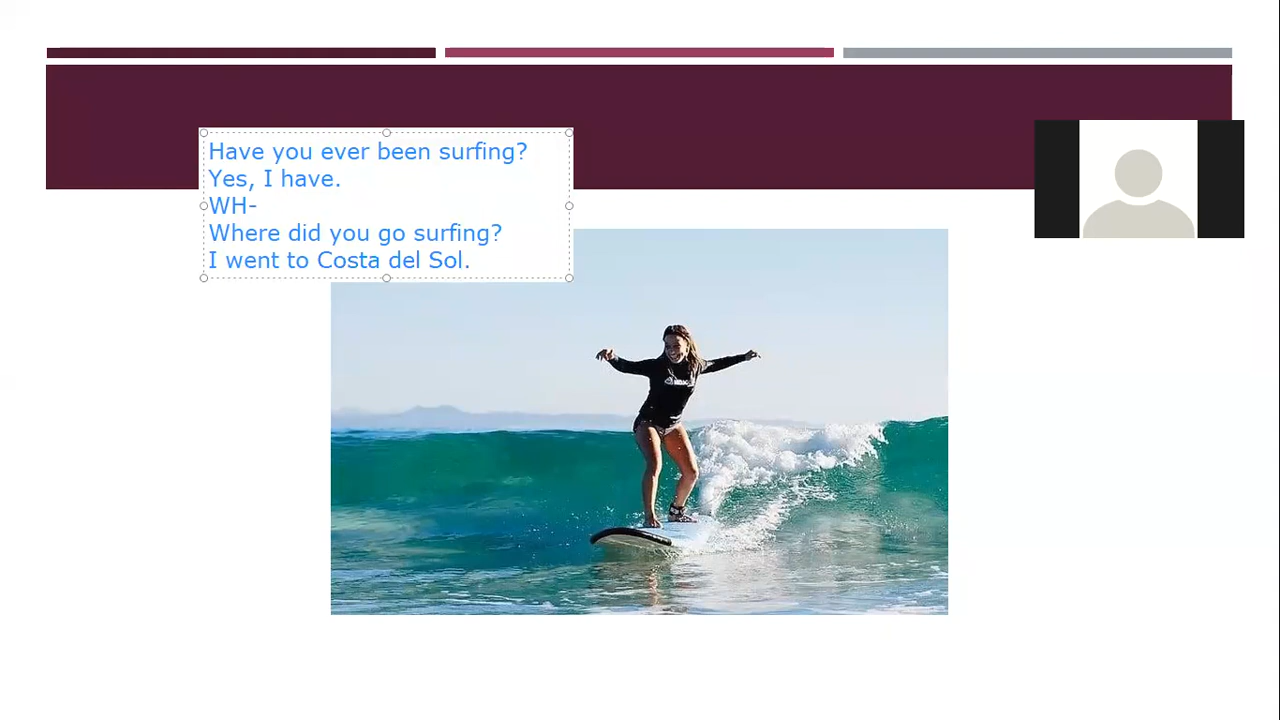 Have you ever been surfing?
Yes, I have.
WH-
Where did you go surfing?
I went to Costa del Sol.